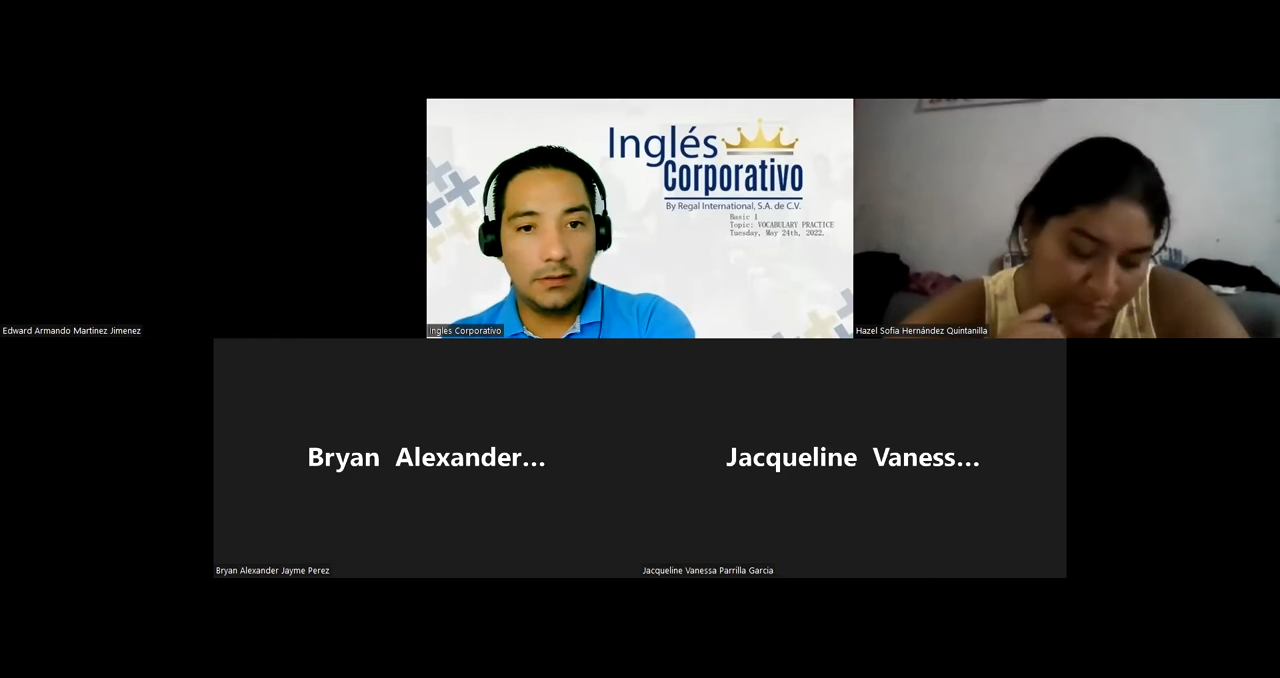 Inglés
Corporativo
By Regal International, S.A. de C.V.
Basic 1
Topic: VOCABULARY PRACTICE
Tuesday, May 24th, 2022.
Edward Armando Martinez Jimenez
Ingles Corporativo
Hazel Sofia Hernández Quintanilla
Bryan Alexander...
Jacqueline Vaness...
Bryan Alexander Jayme Perez
Jacqueline Vanessa Parrilla Garcia